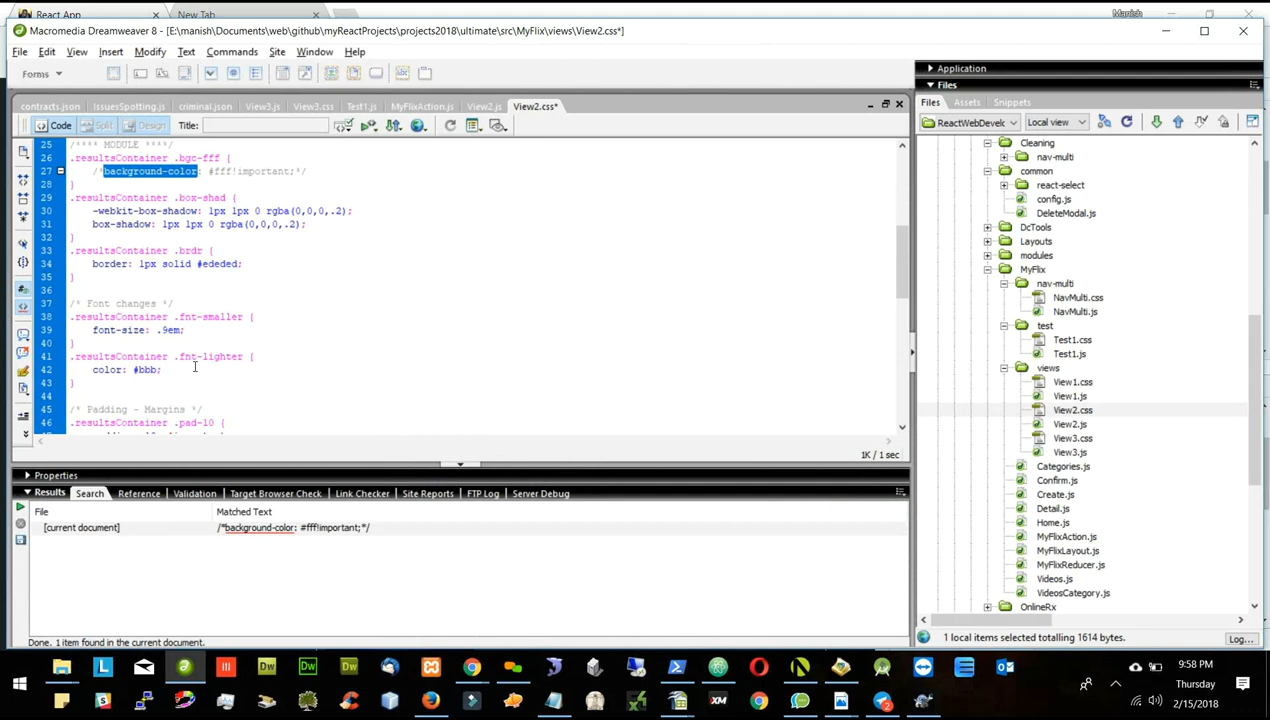 React App
New Tab
Manish
Macromedia Dreamweaver 8 - [E:\manish\Documents\web\github\myReactProjects\projects2018\ultimate\src\MyFlix\views\View2.css*]
File Edit View Insert Modify Text Commands Site Window Help
Forms
contracts.json IssuesSpotting.js criminal.json View3.js View3.css Test1.js MyFlixAction.js View2.js View2.css*
Code Split Design Title:
25 /**** MODULE ****/
26 .resultsContainer .bgc-fff {
27 /*background-color: #fff!important;*/
28 }
29 .resultsContainer .box-shad {
30 -webkit-box-shadow: 1px 1px 0 rgba(0,0,0,.2);
31 box-shadow: 1px 1px 0 rgba(0,0,0,.2);
32 }
33 .resultsContainer .brdr {
34 border: 1px solid #ededed;
35 }
36
37 /* Font changes */
38 .resultsContainer .fnt-smaller {
39 font-size: .9em;
40 }
41 .resultsContainer .fnt-lighter {
42 color: #bbb;
43 }
44
45 /* Padding - Margins */
46 .resultsContainer .pad-10 {
1K / 1 sec
Properties
Results Search Reference Validation Target Browser Check Link Checker Site Reports FTP Log Server Debug
File Matched Text
[current document] /*background-color: #fff!important;*/
Done. 1 item found in the current document.
Application
Files
Files Assets Snippets
ReactWebDevel Local view
Cleaning
nav-multi
common
react-select
config.js
DeleteModal.js
DcTools
Layouts
modules
MyFlix
nav-multi
NavMulti.css
NavMulti.js
test
Test1.css
Test1.js
views
View1.css
View1.js
View2.css
View2.js
View3.css
View3.js
Categories.js
Confirm.js
Create.js
Detail.js
Home.js
MyFlixAction.js
MyFlixLayout.js
MyFlixReducer.js
Videos.js
VideosCategory.js
OnlineRx
1 local items selected totalling 1614 bytes.
Log...
9:58 PM
Thursday
2/15/2018